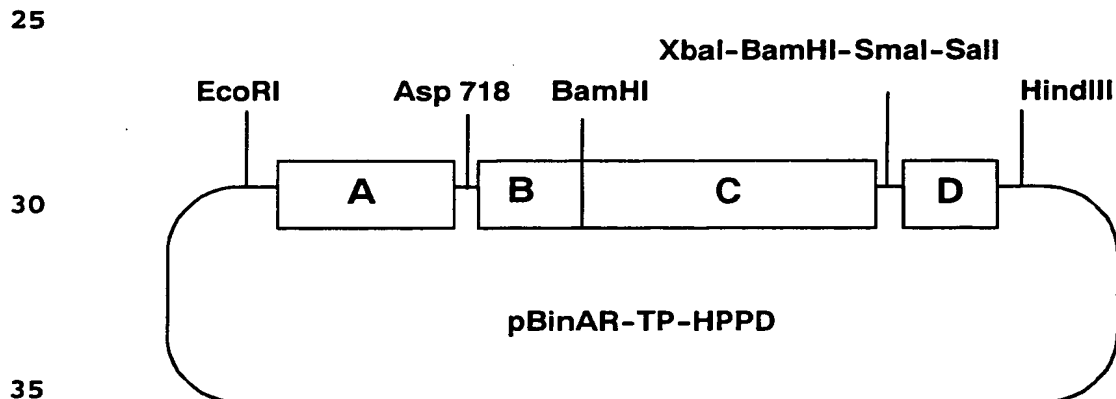 25
XbaI-BamHI-SmaI-SalI
EcoRI Asp 718 BamHI HindIII
A B C D
30
pBinAR-TP-HPPD
35